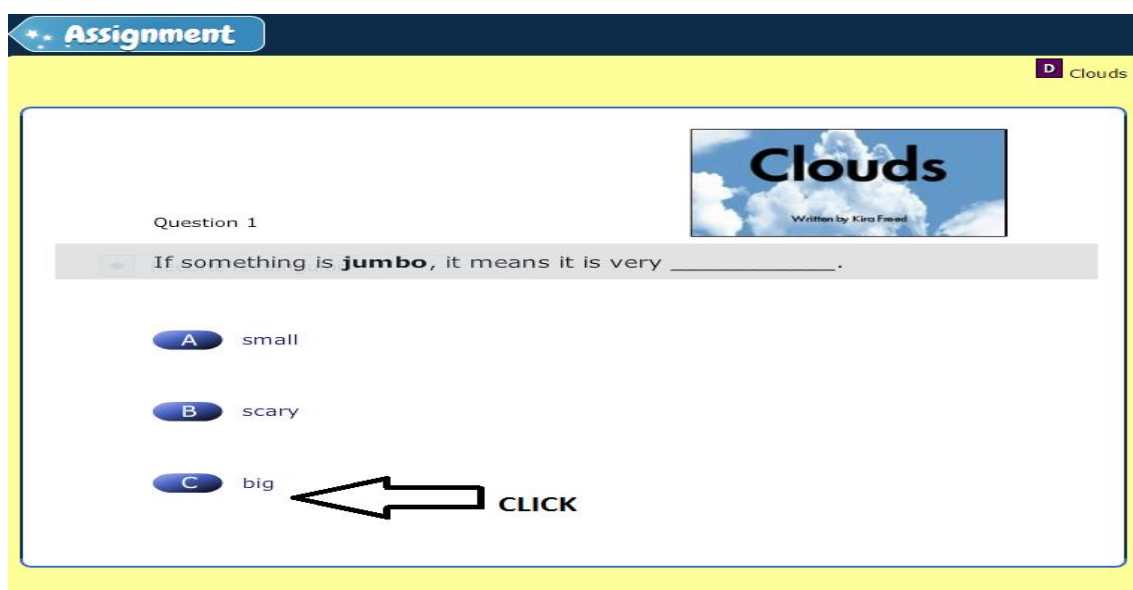 Assignment
D Clouds
Clouds
Written by Kira Freed
Question 1
If something is jumbo, it means it is very ____________.
A small
B scary
C big
CLICK